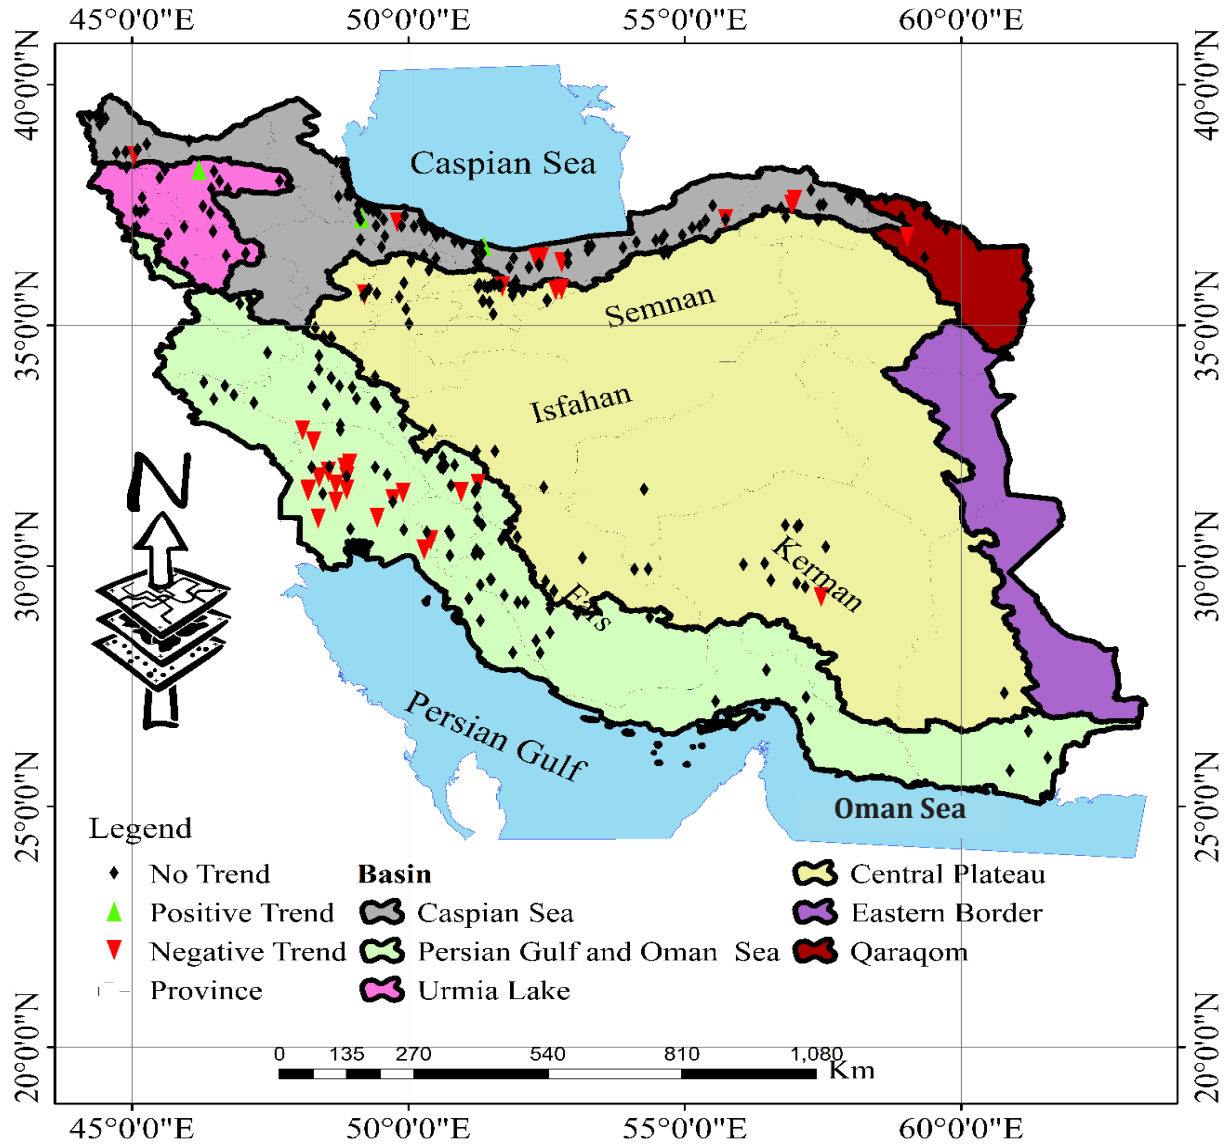 45°0'0"E 50°0'0"E 55°0'0"E 60°0'0"E
40°0'0"N 40°0'0"N
35°0'0"N 35°0'0"N
30°0'0"N 30°0'0"N
25°0'0"N 25°0'0"N
20°0'0"N 20°0'0"N
Caspian Sea
Semnan
Isfahan
Kerman
Fars
N
Persian Gulf
Oman Sea
Legend
No Trend
Positive Trend
Negative Trend
Province
Basin
Caspian Sea
Persian Gulf and Oman Sea
Urmia Lake
Central Plateau
Eastern Border
Qaraqom
0 135 270 540 810 1,080
Km
45°0'0"E 50°0'0"E 55°0'0"E 60°0'0"E